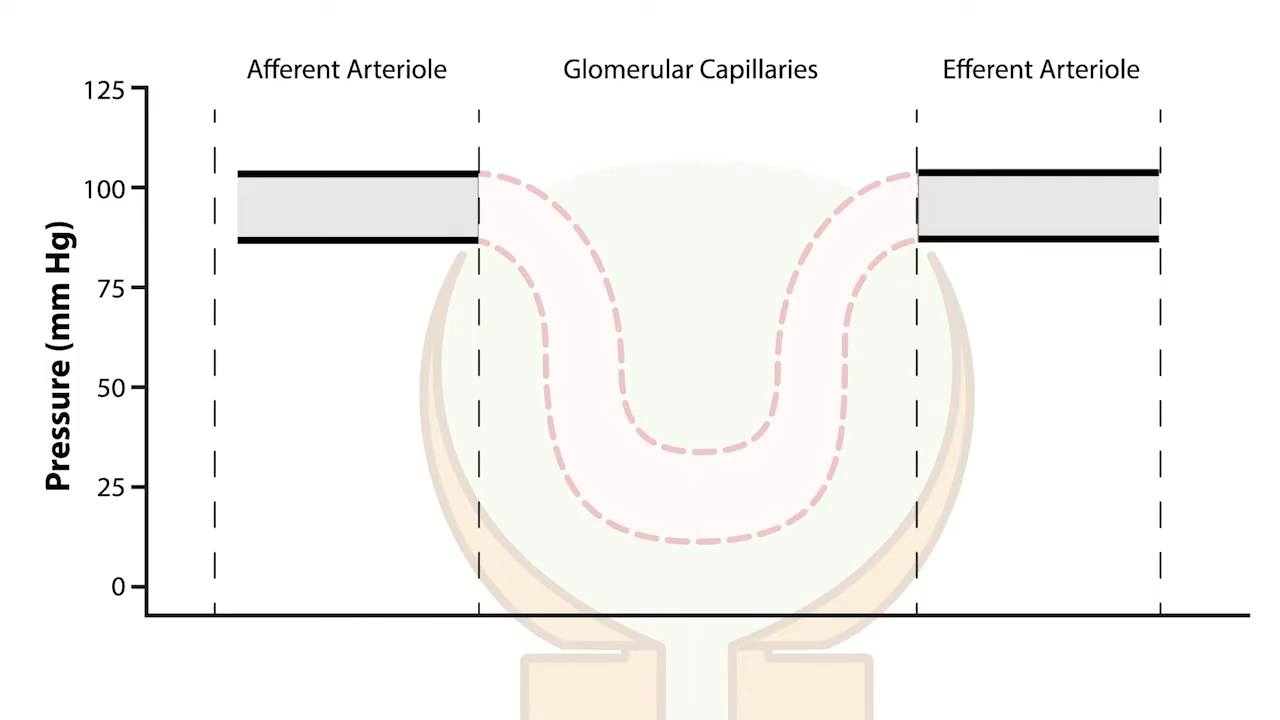 Afferent Arteriole
Glomerular Capillaries
Efferent Arteriole
125
100
75
50
25
0
Pressure (mm Hg)